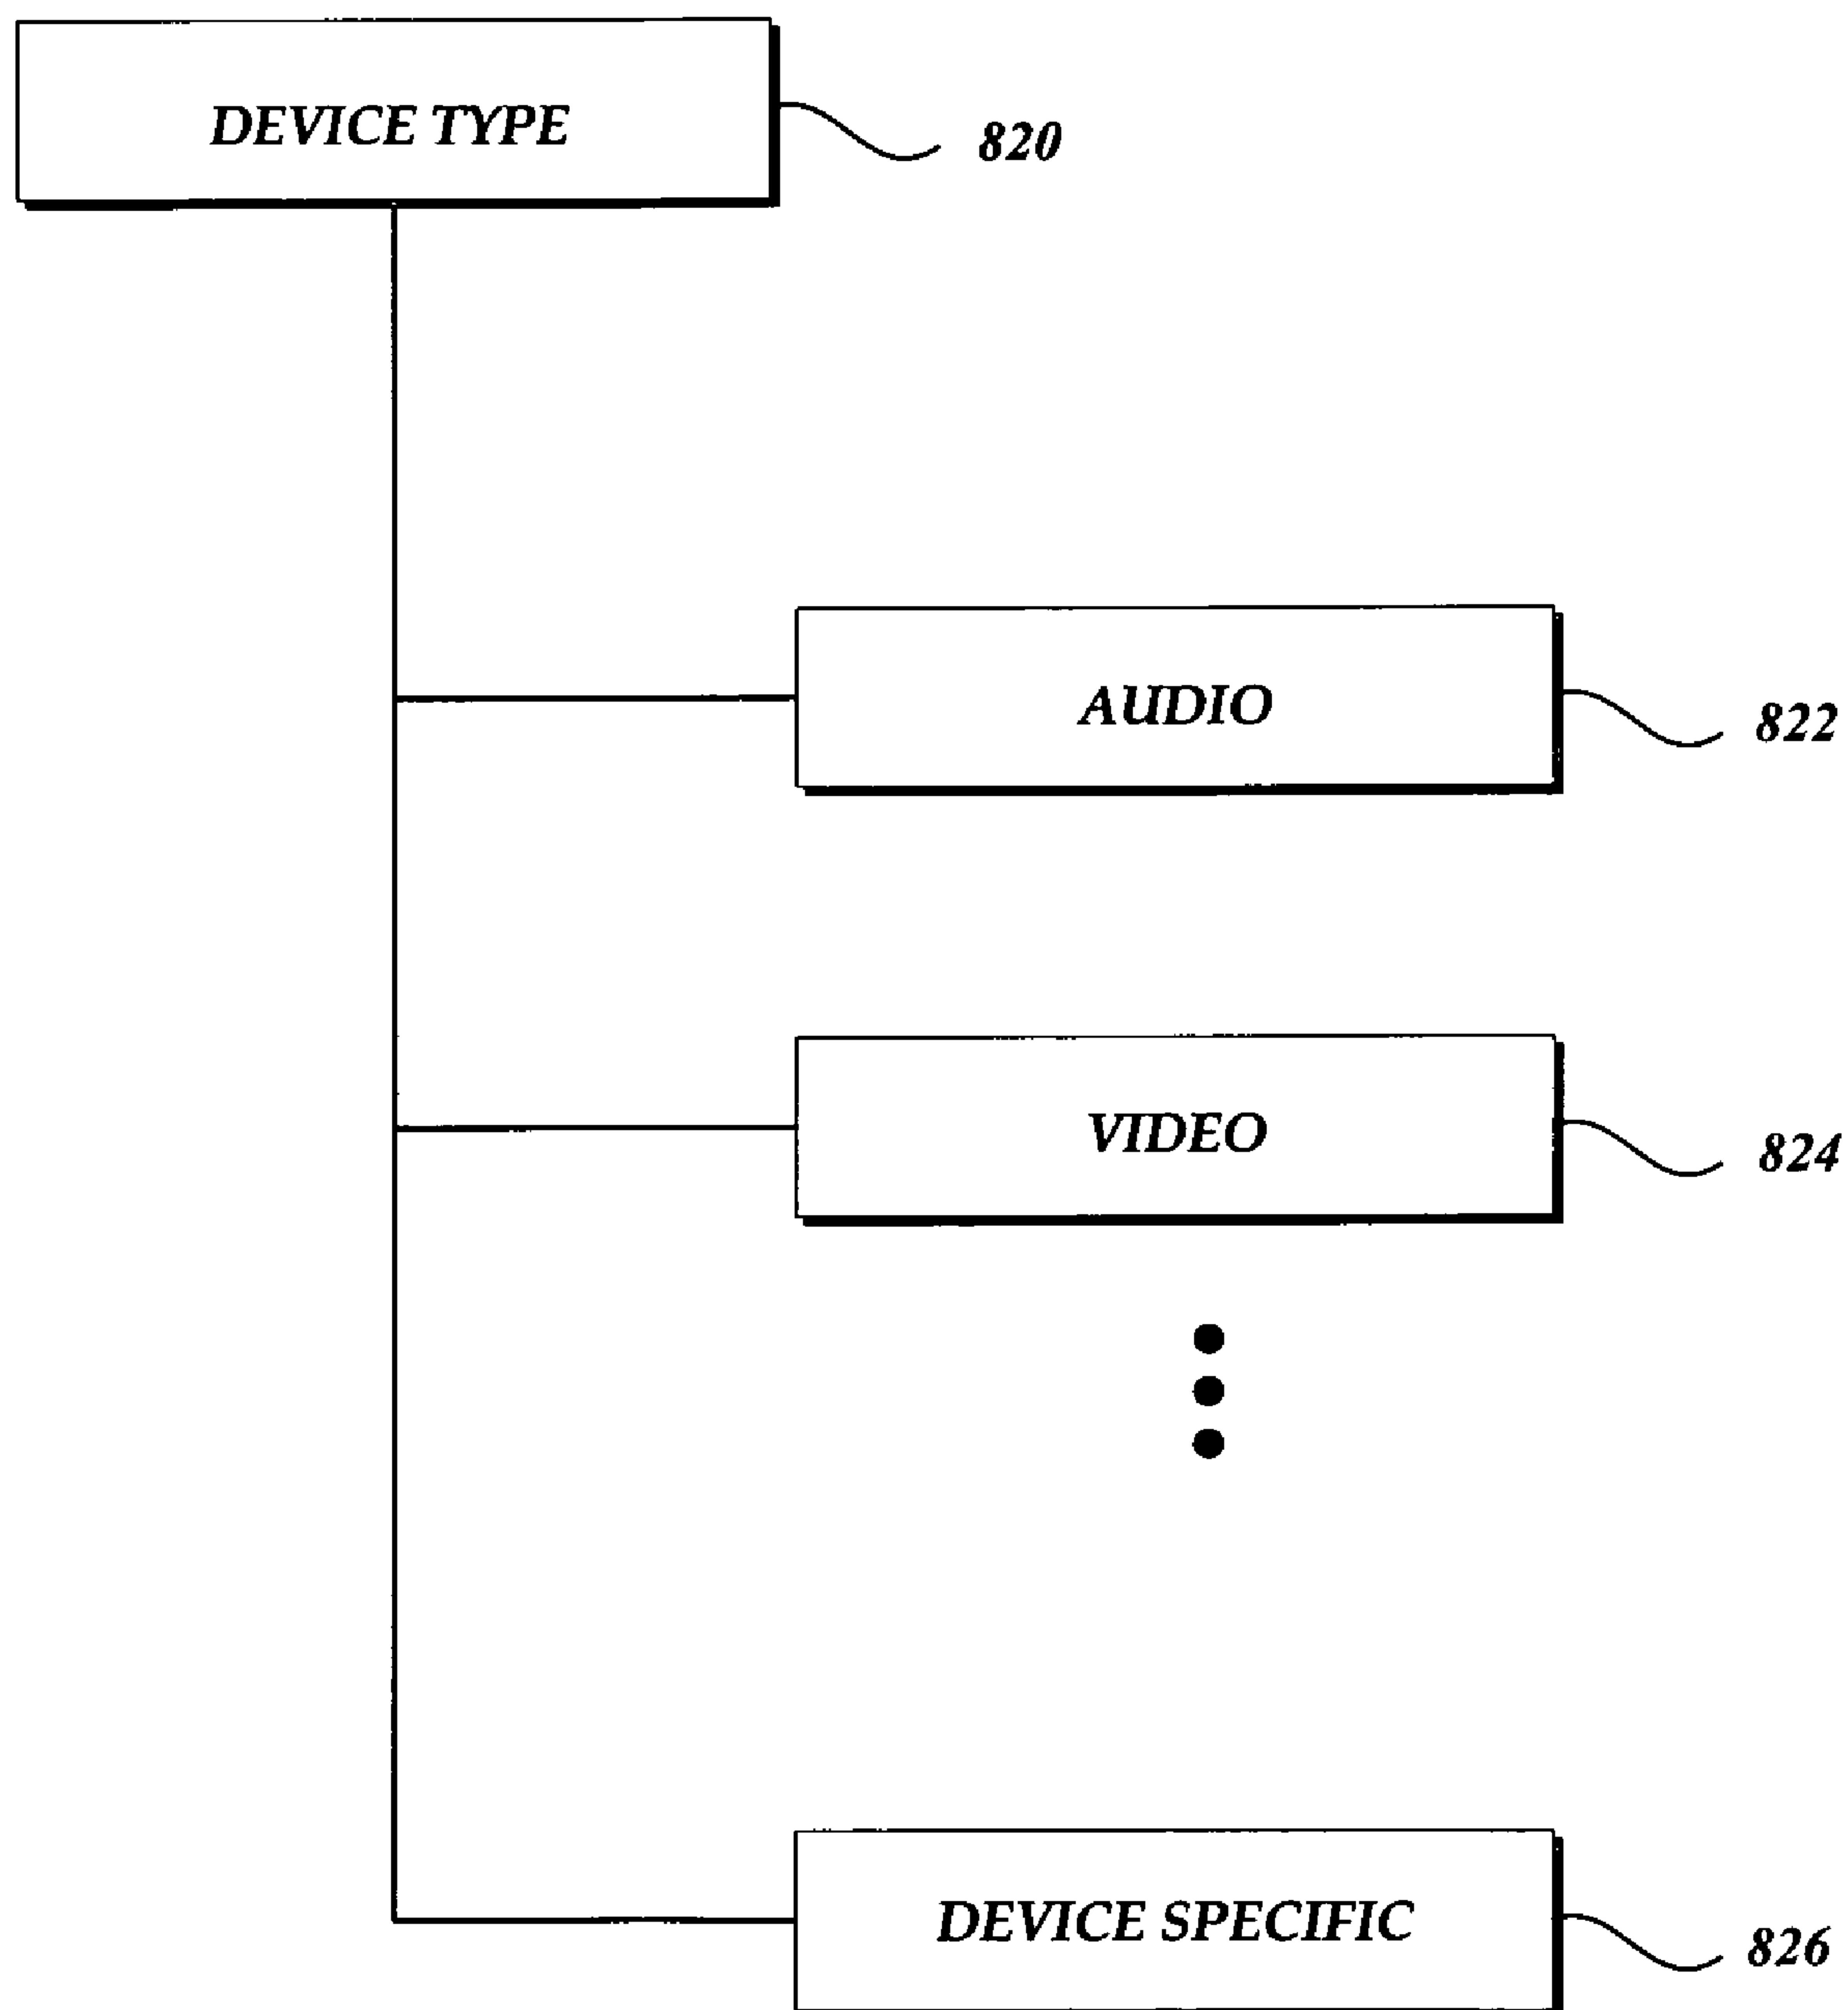 DEVICE TYPE
820
AUDIO
822
VIDEO
824
DEVICE SPECIFIC
826